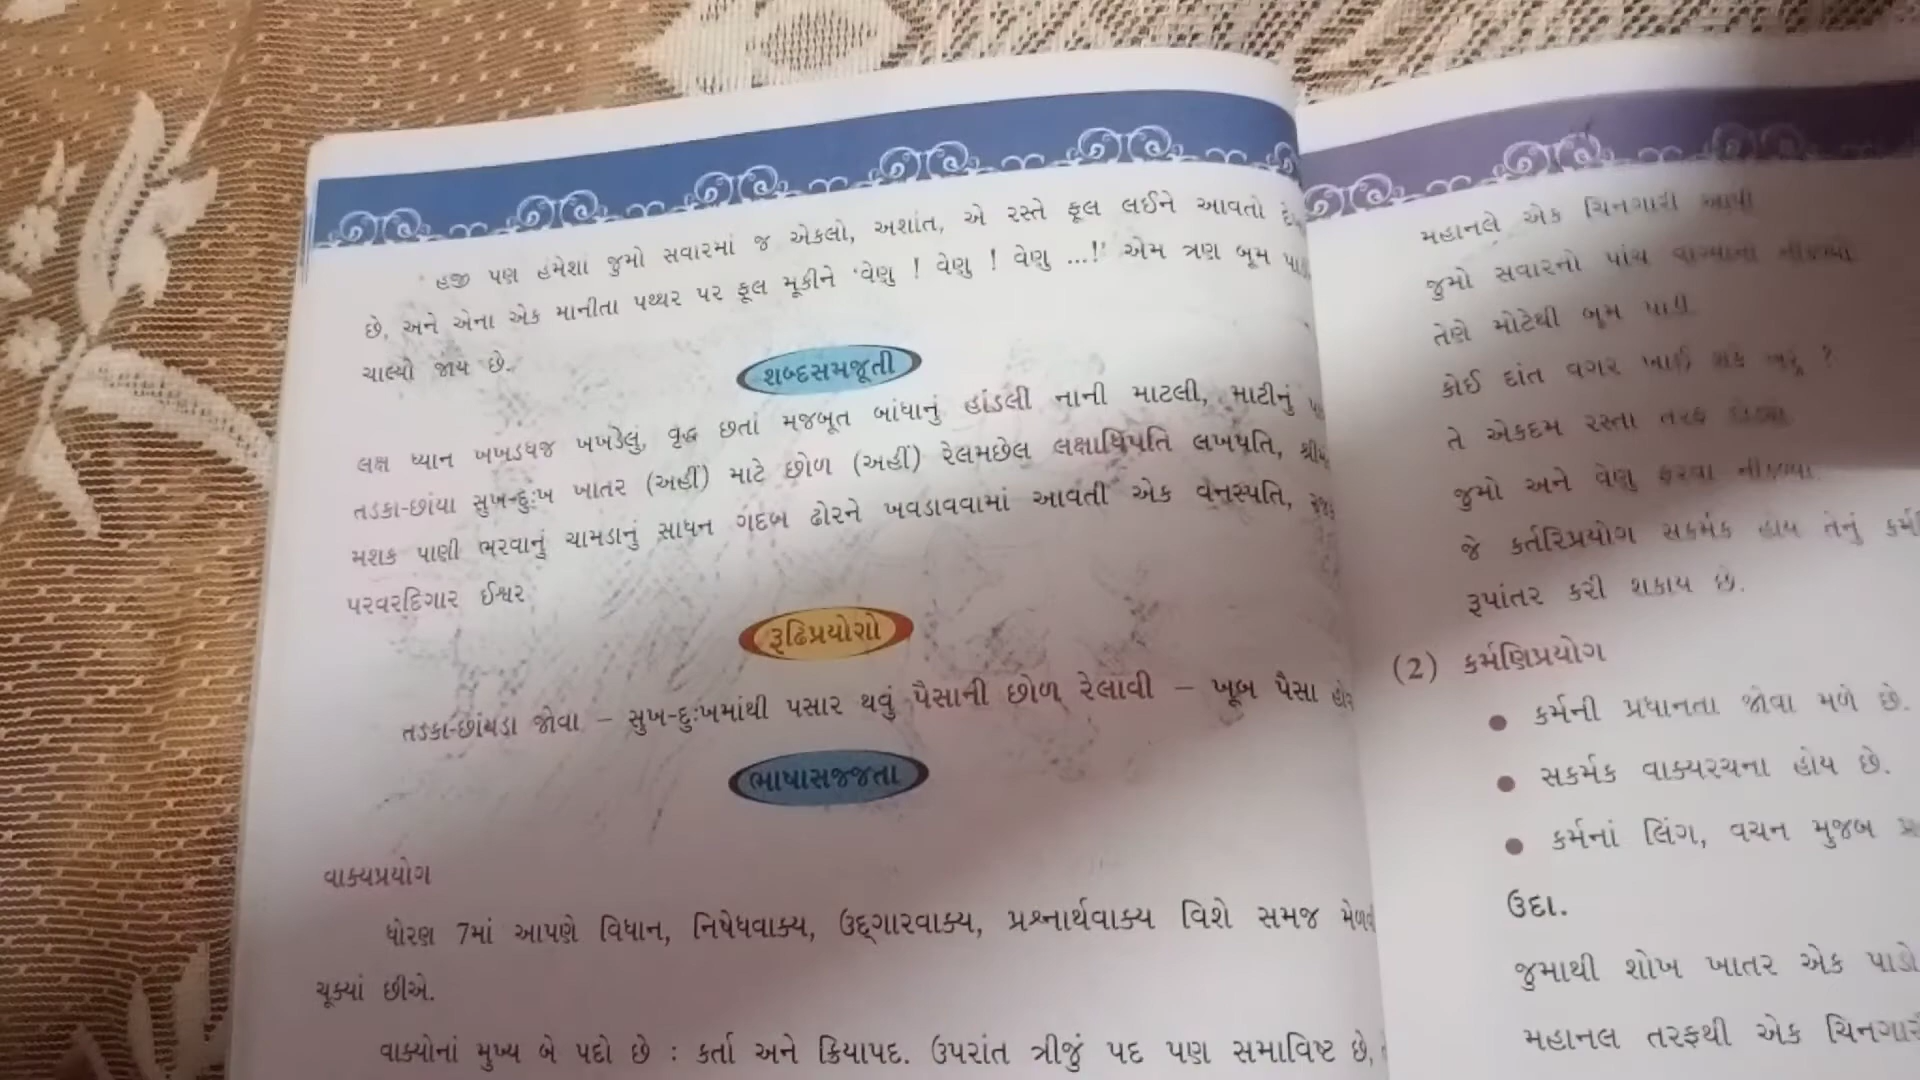 હજી પણ હંમેશાં જુમો સવારમાં જ એકલો, અશાંત, એ રસ્તે ફૂલ લઈને આવતો
છે, અને એના એક માનીતા પથ્થર પર ફૂલ મૂકીને 'વેણુ ! વેણુ ! વેણુ ...!' એમ ત્રણ બૂમ
ચાલ્યો જાય છે.
શબ્દસમજૂતી
લક્ષ ધ્યાન ખખડધજ ખખડેલું, વૃદ્ધ છતાં મજબૂત બાંધાનું હાંડલી નાની માટલી, માટીનું
તડકા-છાંયા સુખ-દુઃખ ખાતર (અહીં) માટે છોળ (અહીં) રેલમછેલ લક્ષાધિપતિ લખપતિ,
મશક પાણી ભરવાનું ચામડાનું સાધન ગદબ ઢોરને ખવડાવવામાં આવતી એક વનસ્પતિ,
પરવરદિગાર ઈશ્વર
રૂઢિપ્રયોગો
તડકા-છાંયડા જોવા – સુખ-દુઃખમાંથી પસાર થવું પૈસાની છોળ રેલાવી – ખૂબ પૈસા
ભાષાસજ્જતા
વાક્યપ્રયોગ
ધોરણ 7માં આપણે વિધાન, નિષેધવાક્ય, ઉદ્‌ગારવાક્ય, પ્રશ્નાર્થવાક્ય વિશે સમજ
ચૂક્યાં છીએ.
વાક્યોનાં મુખ્ય બે પદો છે : કર્તા અને ક્રિયાપદ. ઉપરાંત ત્રીજું પદ પણ સમાવિષ્ટ છે,
મહાનલે એક ચિનગારી આપી
જુમો સવારનો પાંચ વાગ્યાનો નીકળ્યો
તેણે મોટેથી બૂમ પાડી
કોઈ દાંત વગર ખાઈ શકે ખરું ?
તે એકદમ રસ્તા તરફ દોડ્યો
જુમો અને વેણુ ફરવા નીકળ્યા
જે કર્તરિપ્રયોગ સકર્મક હોય તેનું
રૂપાંતર કરી શકાય છે.
(2) કર્મણિપ્રયોગ
● કર્મની પ્રધાનતા જોવા મળે છે.
● સકર્મક વાક્યરચના હોય છે.
● કર્મનાં લિંગ, વચન મુજબ
ઉદા.
જુમાથી શોખ ખાતર એક પાડો
મહાનલ તરફથી એક